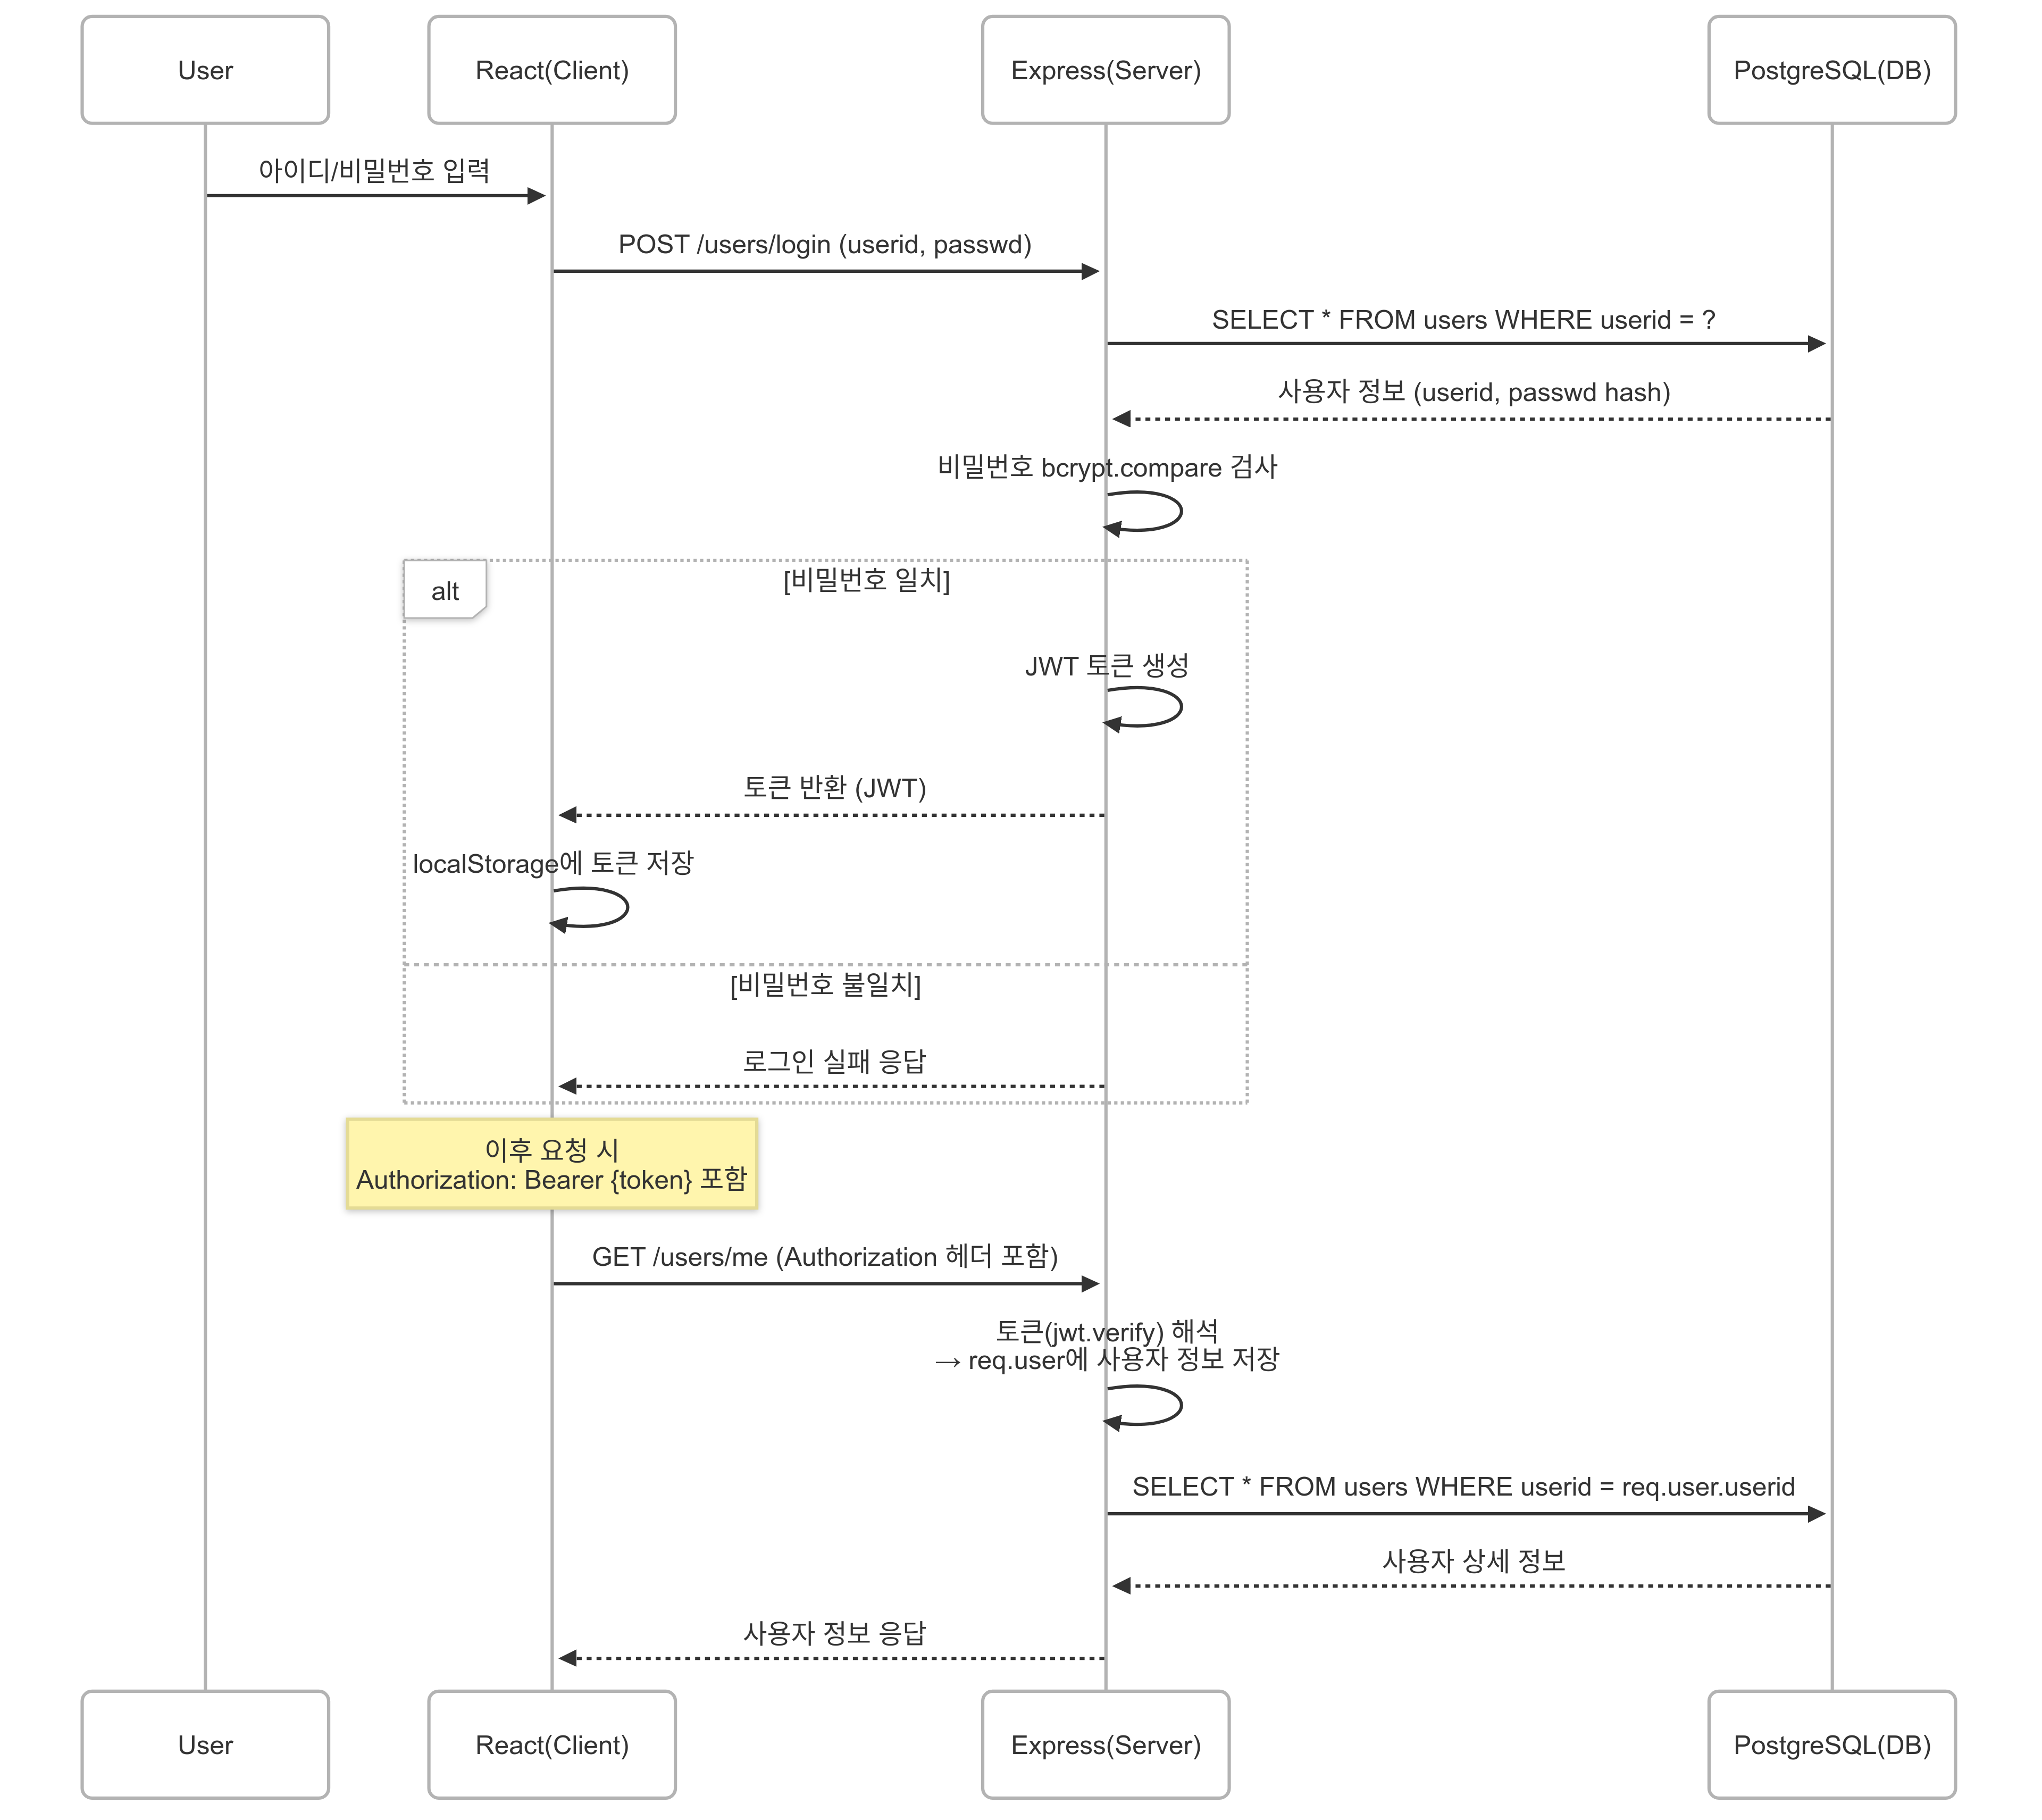 User
React(Client)
Express(Server)
PostgreSQL(DB)
아이디/비밀번호 입력
POST /users/login (userid, passwd)
SELECT * FROM users WHERE userid = ?
사용자 정보 (userid, passwd hash)
비밀번호 bcrypt.compare 검사
alt
[비밀번호 일치]
JWT 토큰 생성
토큰 반환 (JWT)
localStorage에 토큰 저장
[비밀번호 불일치]
로그인 실패 응답
이후 요청 시
Authorization: Bearer {token} 포함
GET /users/me (Authorization 헤더 포함)
토큰(jwt.verify) 해석
→ req.user에 사용자 정보 저장
SELECT * FROM users WHERE userid = req.user.userid
사용자 상세 정보
사용자 정보 응답
User
React(Client)
Express(Server)
PostgreSQL(DB)